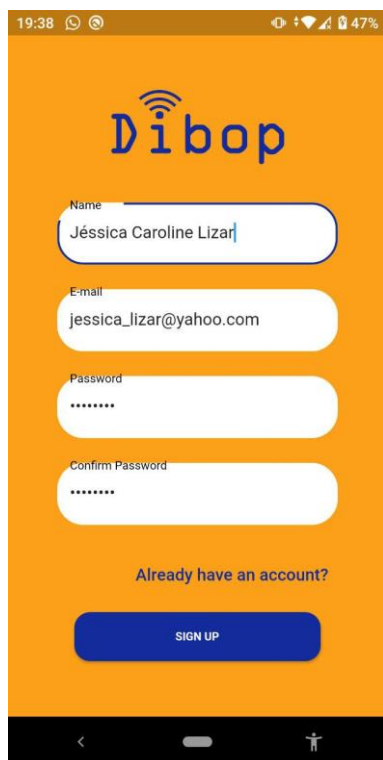 19:38 47%
Dibop
Name
Jéssica Caroline Lizar
E-mail
jessica_lizar@yahoo.com
Password
••••••••
Confirm Password
••••••••
Already have an account?
SIGN UP